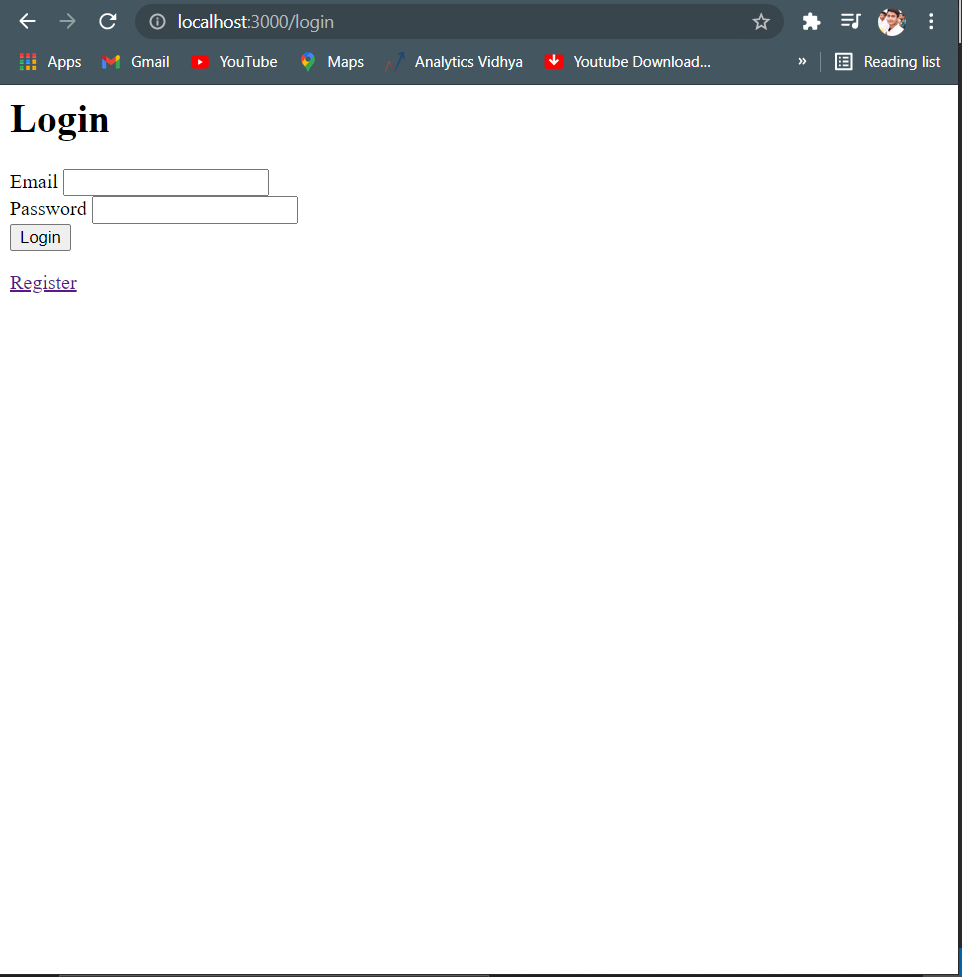 localhost:3000/login
Apps Gmail YouTube Maps Analytics Vidhya Youtube Download... » Reading list
Login
Email
Password
Login
Register